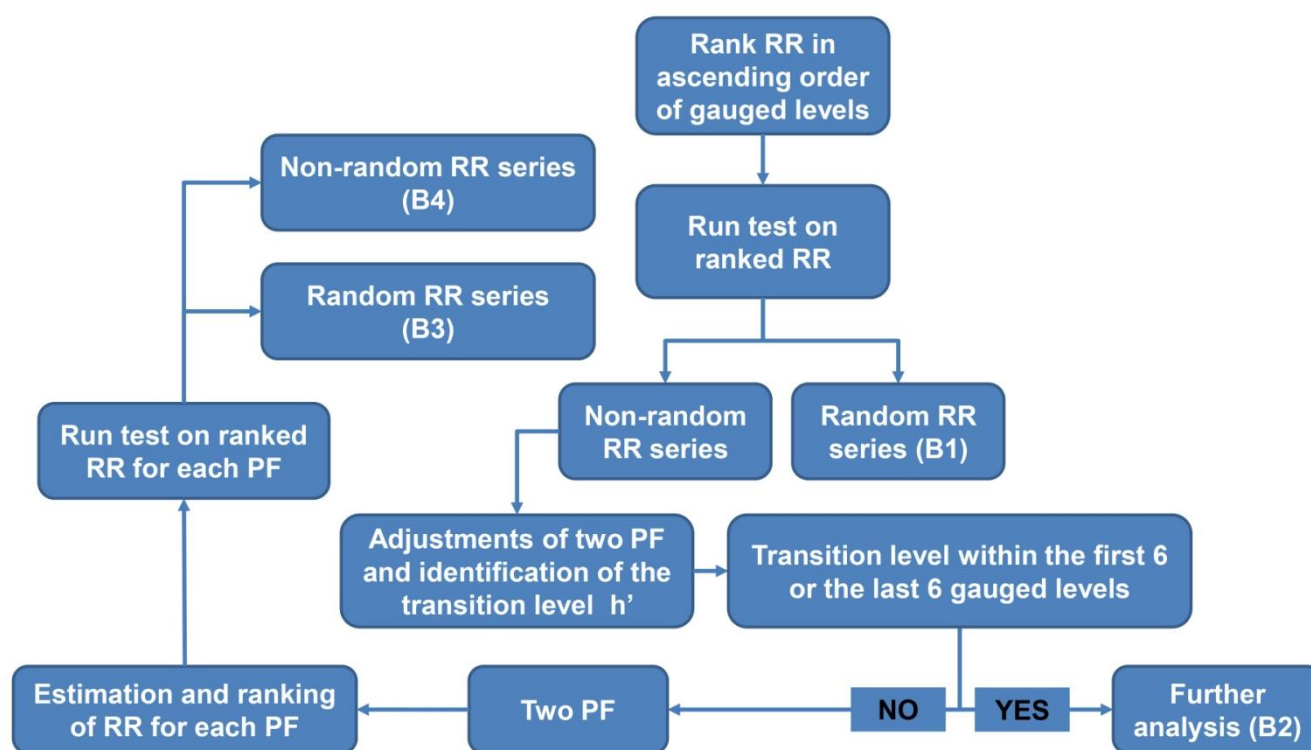 Rank RR in
ascending order
of gauged levels
Run test on
ranked RR
Non-random
RR series
Random RR
series (B1)
Adjustments of two PF
and identification of the
transition level h’
Transition level within the first 6
or the last 6 gauged levels
NO
YES
Further
analysis (B2)
Two PF
Estimation and ranking
of RR for each PF
Run test on ranked
RR for each PF
Random RR series
(B3)
Non-random RR series
(B4)